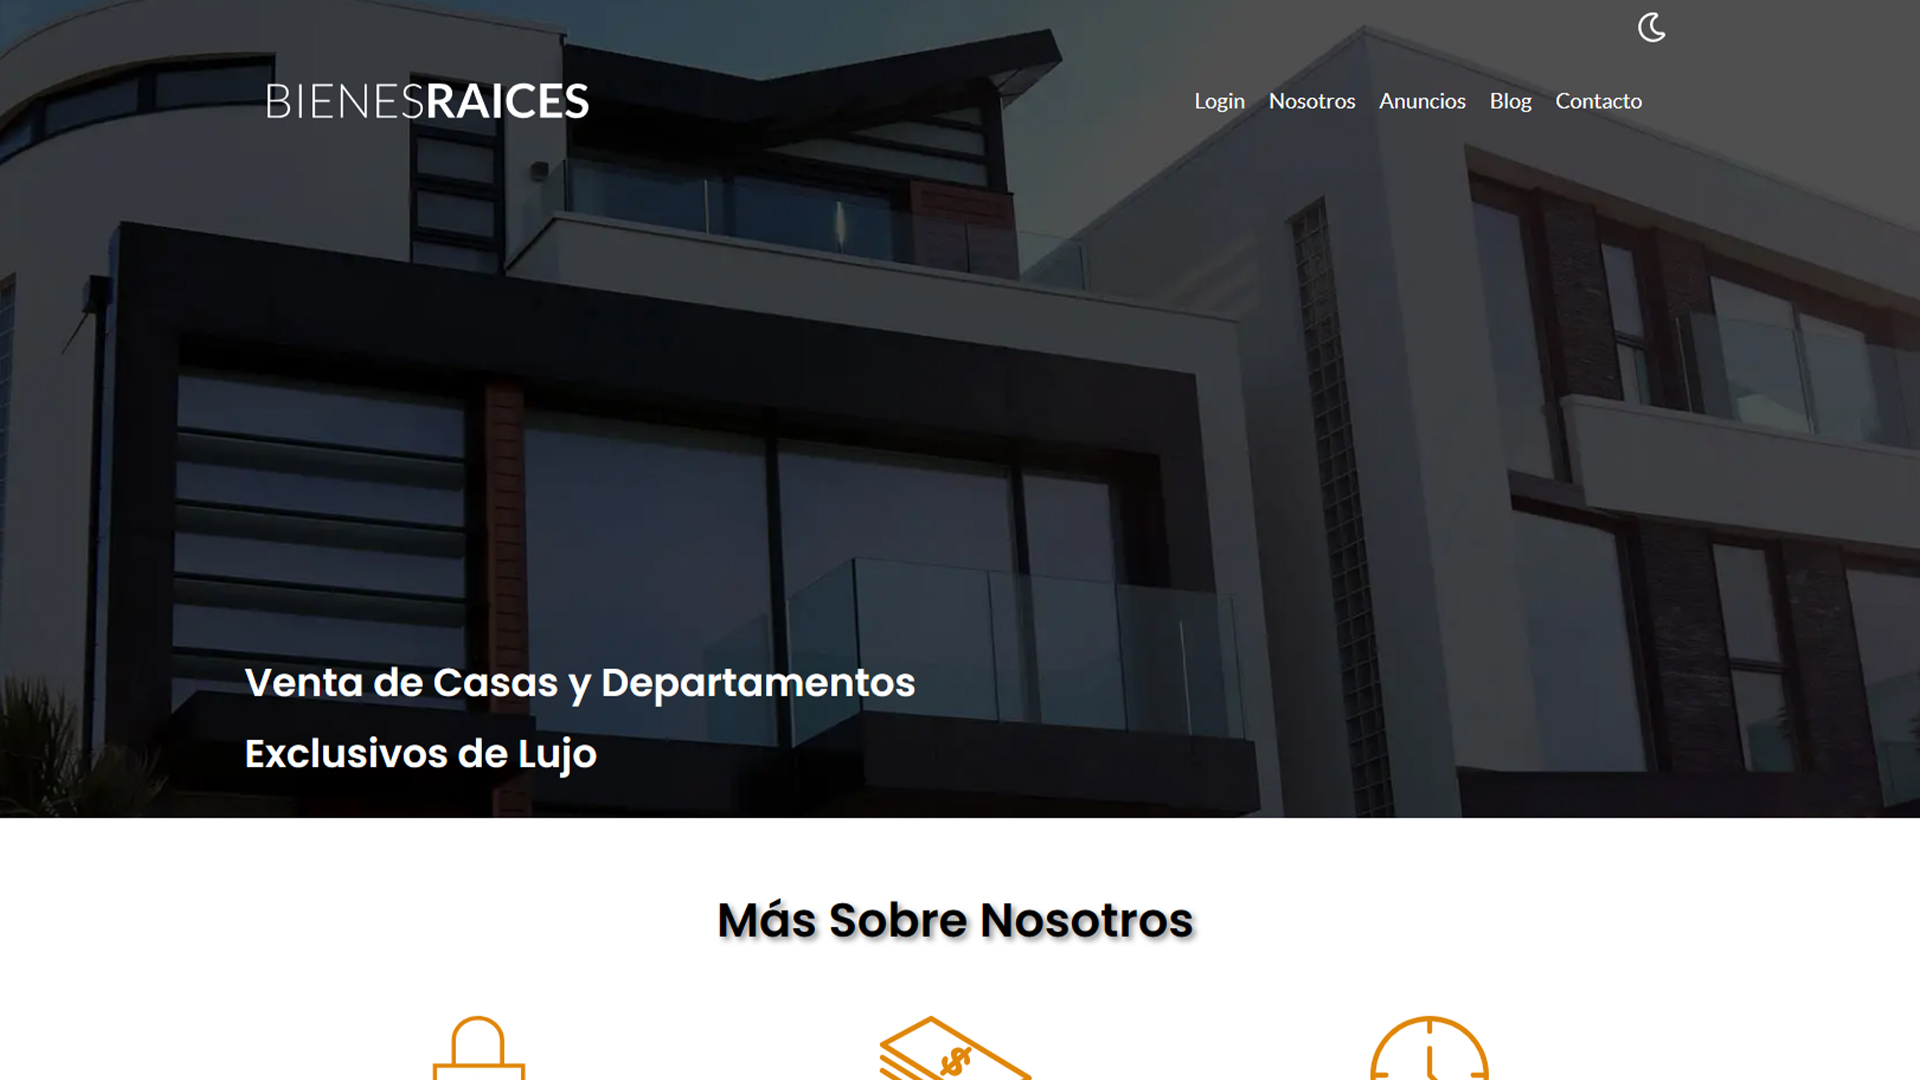 BIENESRAICES
Login Nosotros Anuncios Blog Contacto
Venta de Casas y Departamentos
Exclusivos de Lujo
Más Sobre Nosotros
$